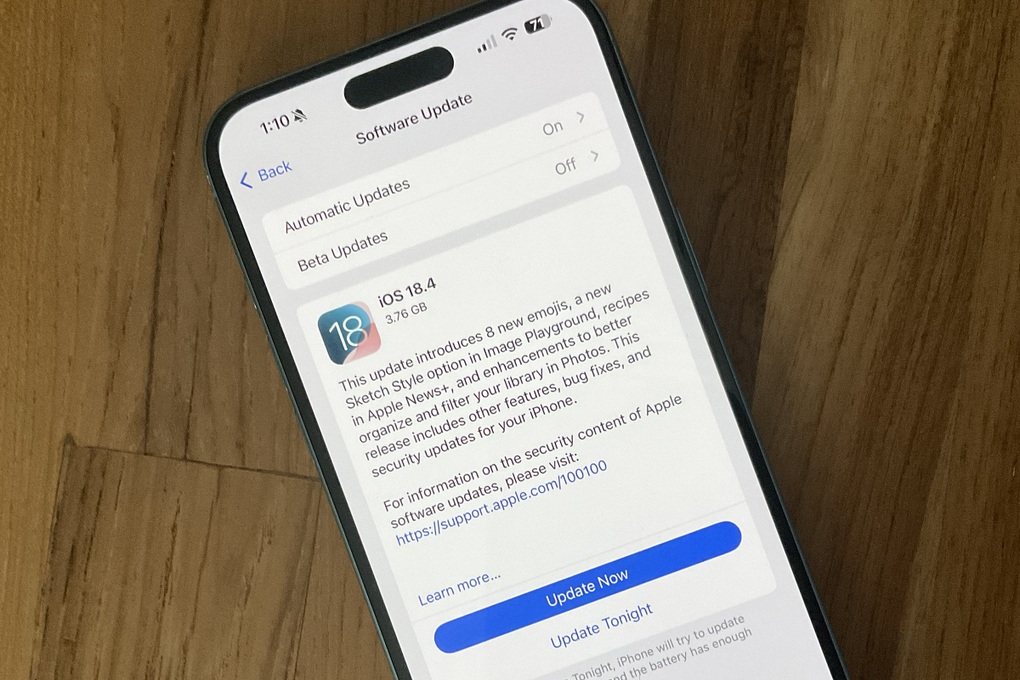 1:10
71
Software Update
Back
Automatic Updates On
Beta Updates Off
18
iOS 18.4
3.76 GB
This update introduces 8 new emojis, a new
Sketch Style option in Image Playground, recipes
in Apple News+, and enhancements to better
organize and filter your library in Photos. This
release includes other features, bug fixes, and
security updates for your iPhone.
For information on the security content of Apple
software updates, please visit:
https://support.apple.com/100100
Learn more...
Update Now
Update Tonight
Tonight, iPhone will try to update
and the battery has enough